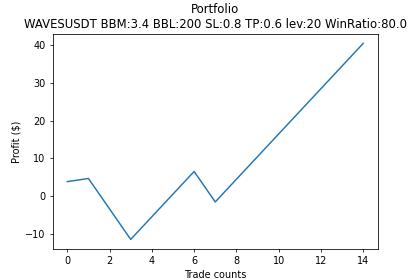 Portfolio
WAVESUSDT BBM:3.4 BBL:200 SL:0.8 TP:0.6 lev:20 WinRatio:80.0
40
30
20
10
0
−10
Profit ($)
0 2 4 6 8 10 12 14
Trade counts